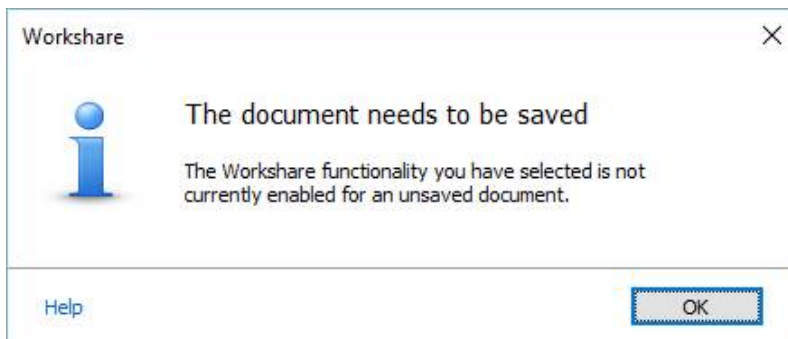 Workshare
The document needs to be saved
The Workshare functionality you have selected is not
currently enabled for an unsaved document.
Help
OK